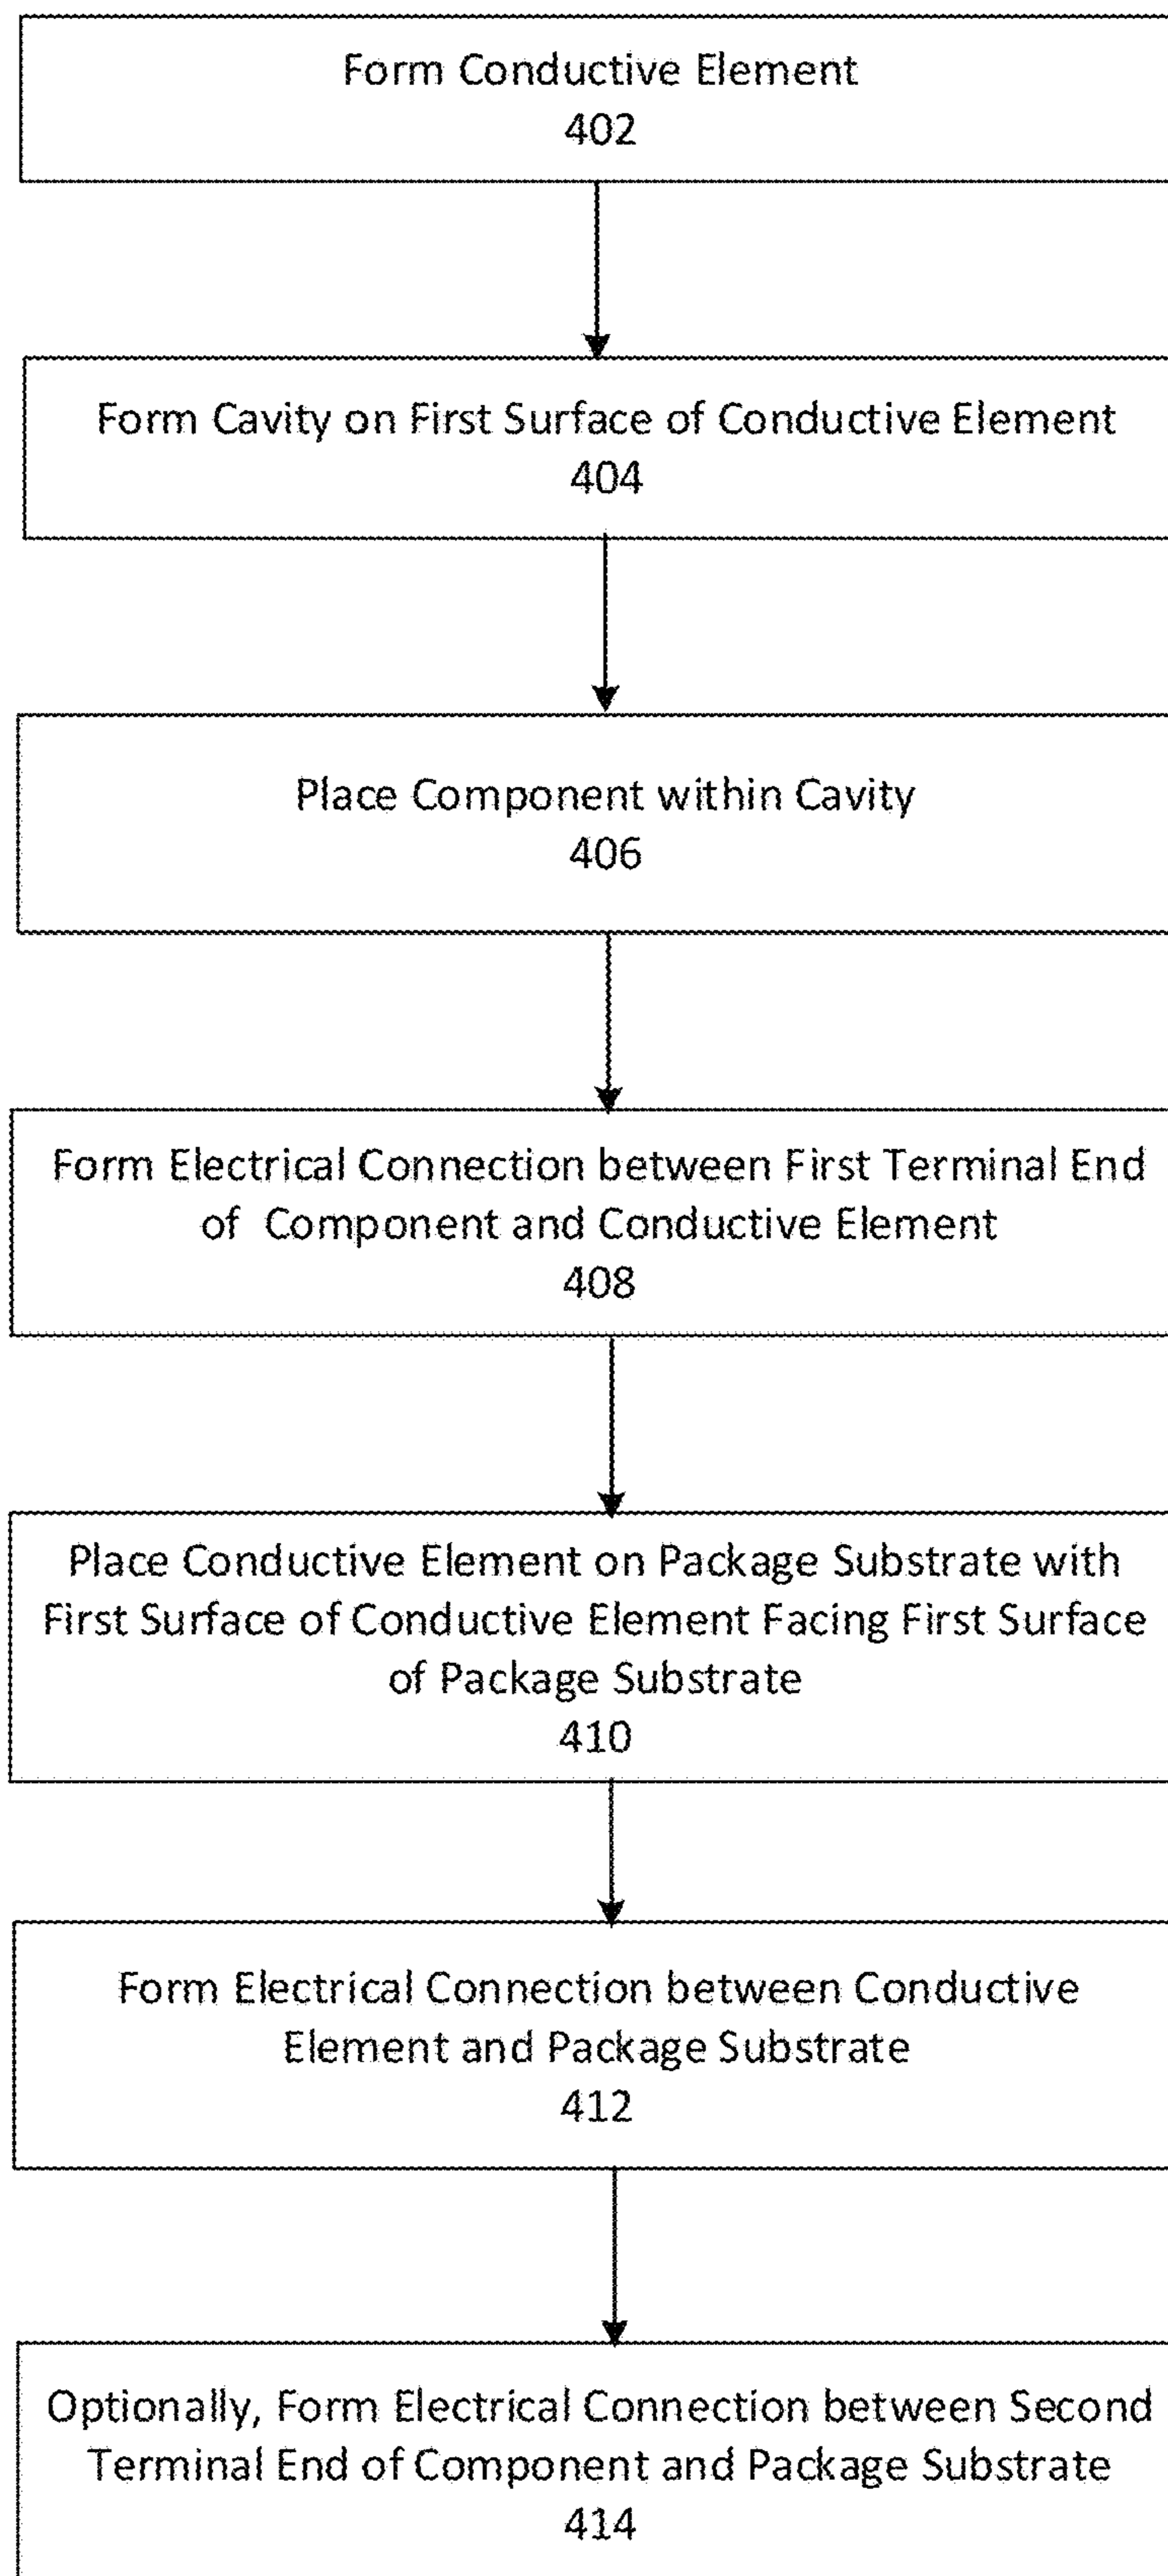 Form Conductive Element
402
Form Cavity on First Surface of Conductive Element
404
Place Component within Cavity
406
Form Electrical Connection between First Terminal End
of Component and Conductive Element
408
Place Conductive Element on Package Substrate with
First Surface of Conductive Element Facing First Surface
of Package Substrate
410
Form Electrical Connection between Conductive
Element and Package Substrate
412
Optionally, Form Electrical Connection between Second
Terminal End of Component and Package Substrate
414